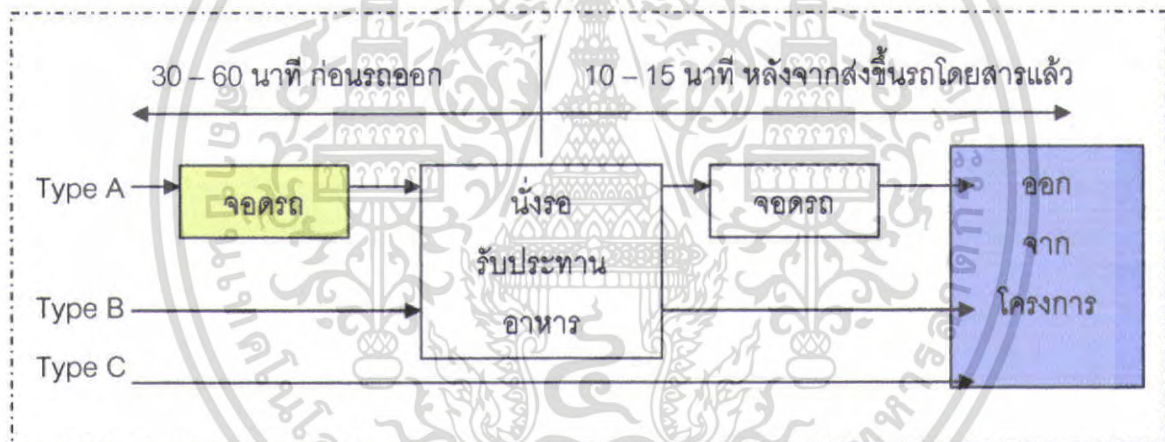 30 – 60 นาที ก่อนรถออก
10 – 15 นาที หลังจากส่งขึ้นรถโดยสารแล้ว
Type A
จอดรถ
นั่งรอ
รับประทาน
อาหาร
จอดรถ
ออก
จาก
โครงการ
Type B
Type C